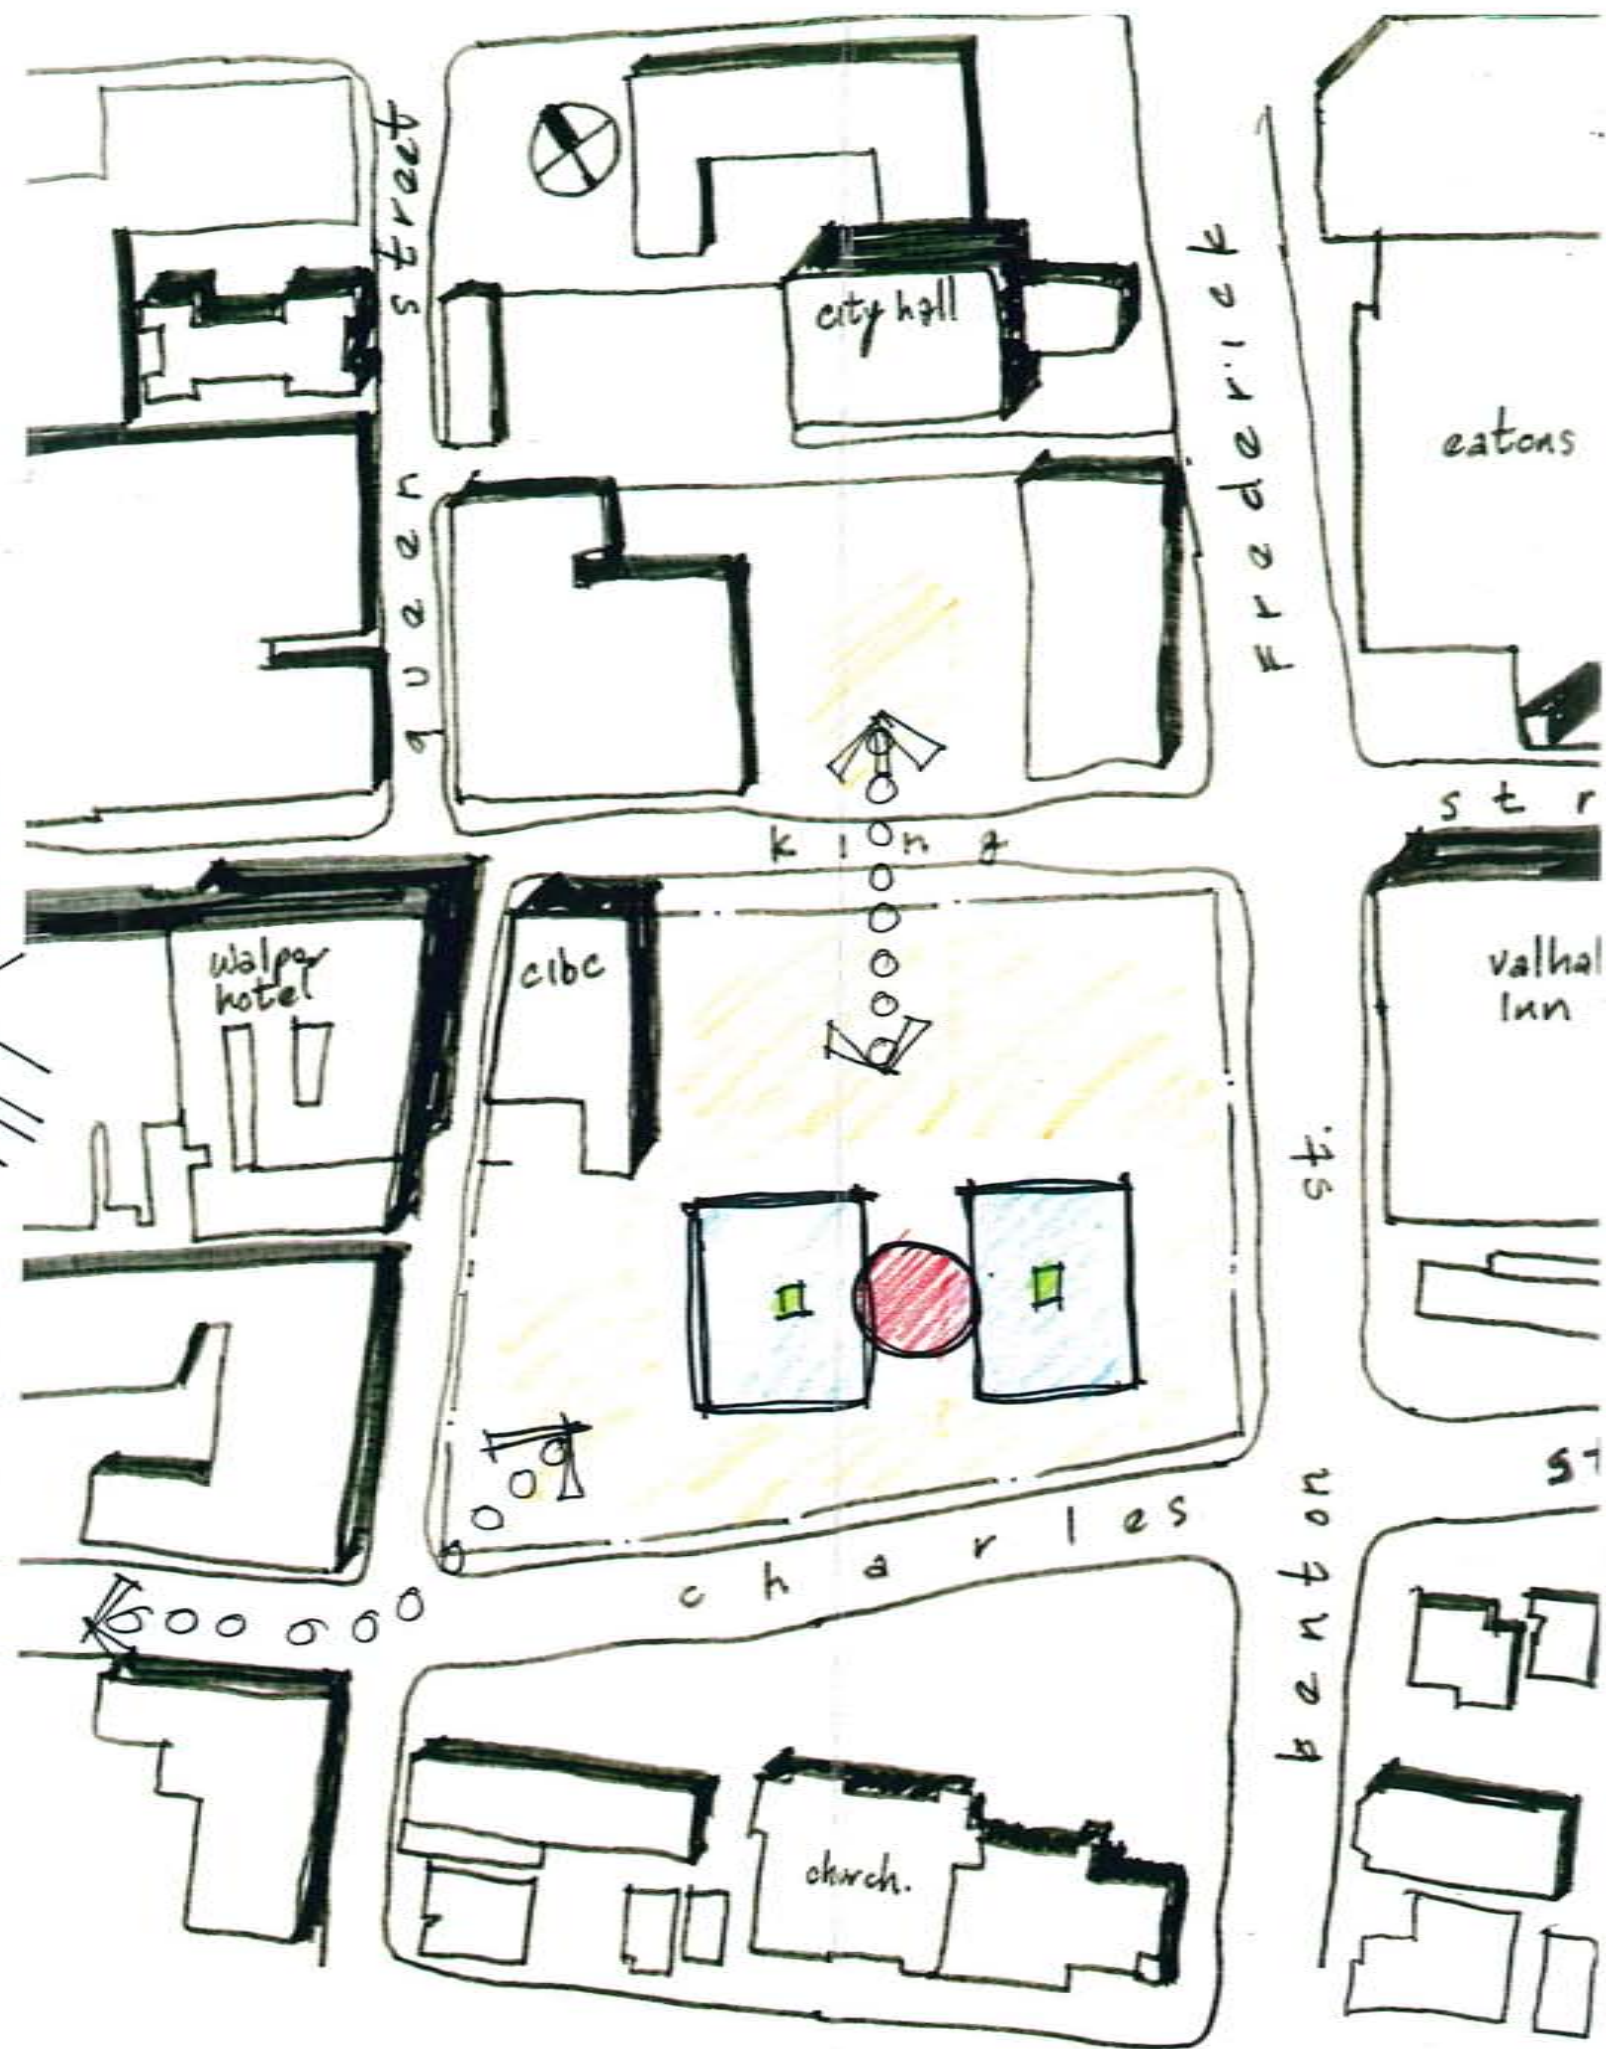 street
city hall
Frederick
eatons
queen
str
king
walper
hotel
cibc
valhal
Inn
st.
st
charles
benton
church.